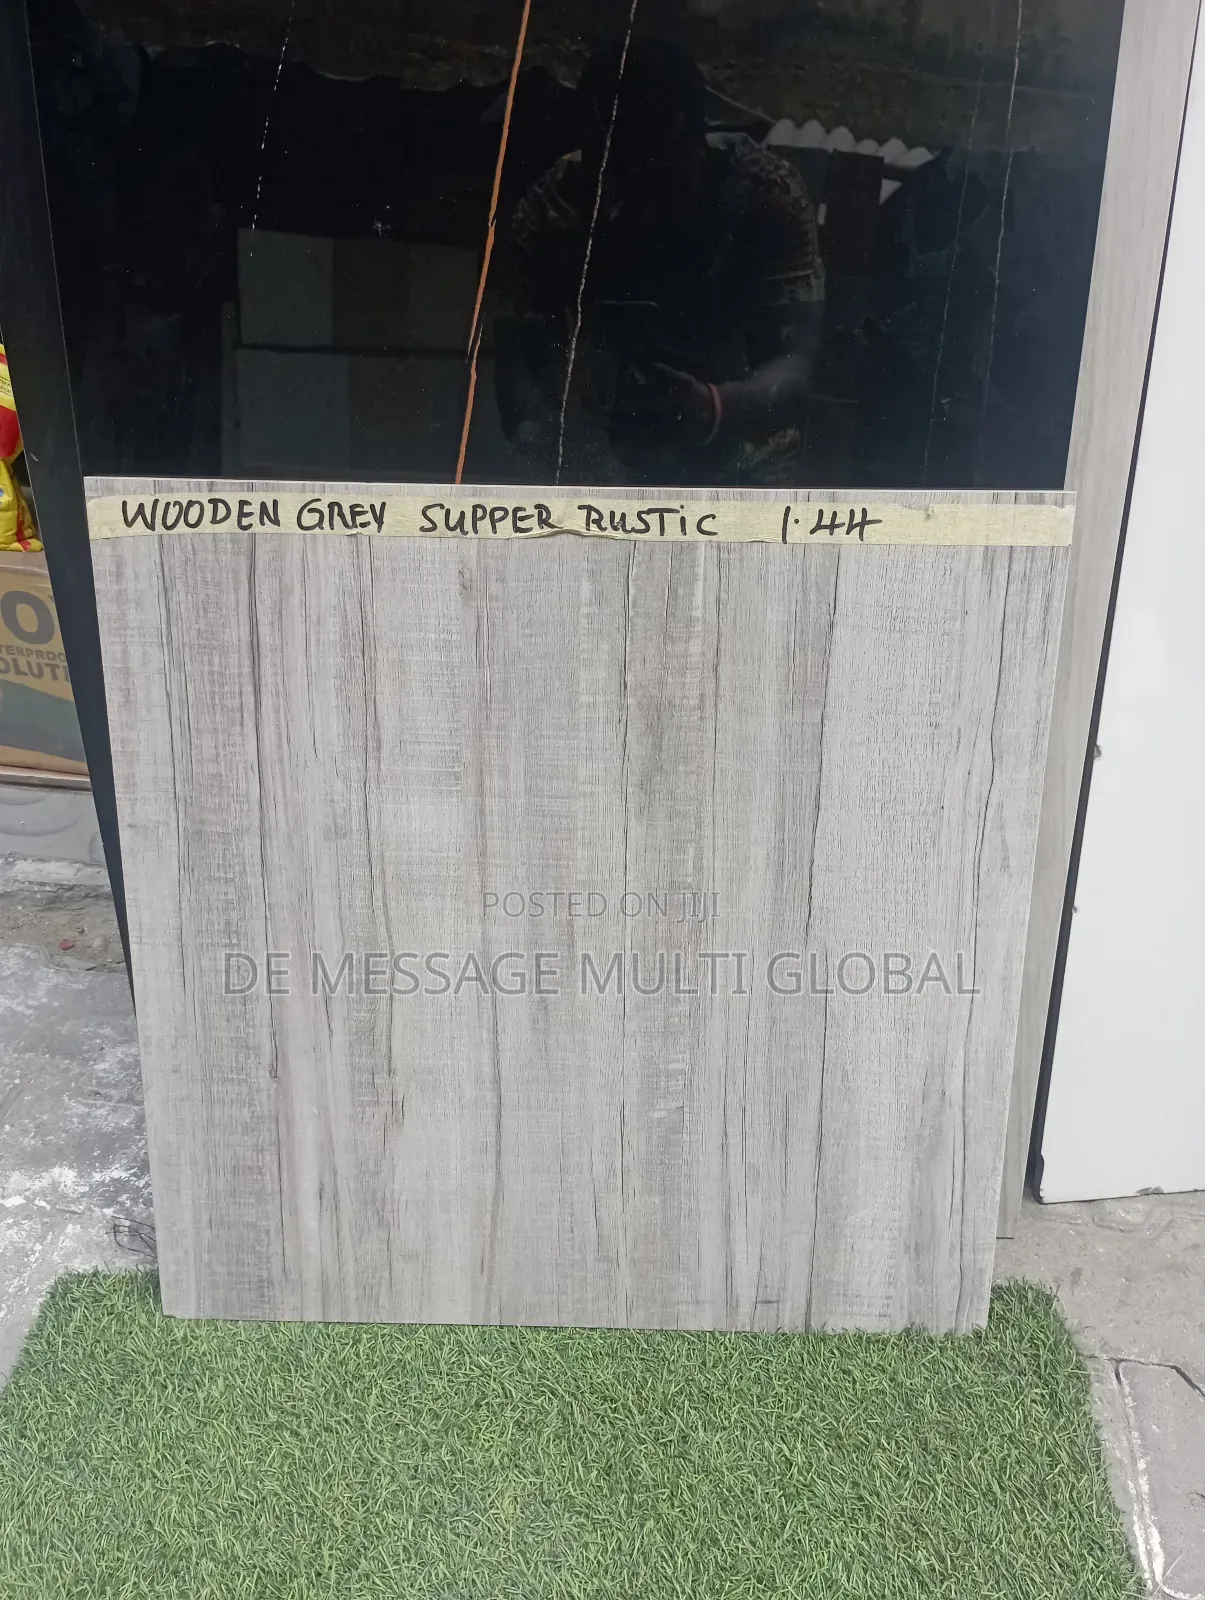 WOODEN GREY SUPPER RUSTIC 1.44
POSTED ON JIJI
DE MESSAGE MULTI GLOBAL